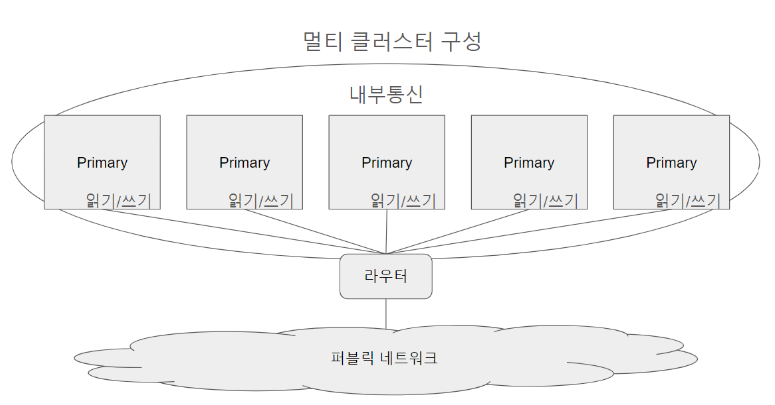 멀티 클러스터 구성
내부통신
Primary
Primary
Primary
Primary
Primary
읽기/쓰기
읽기/쓰기
읽기/쓰기
읽기/쓰기
읽기/쓰기
라우터
퍼블릭 네트워크